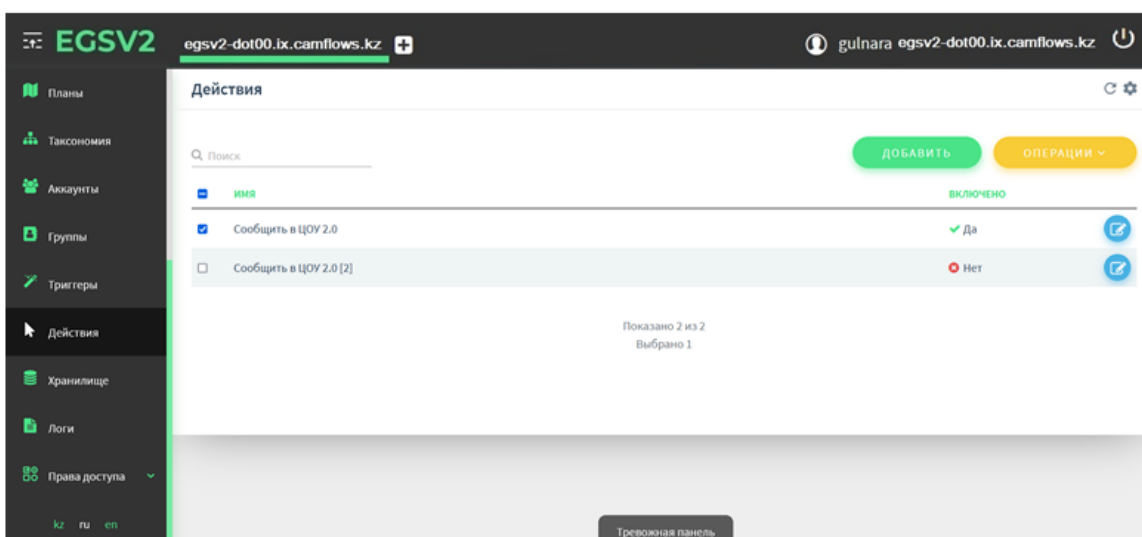 EGSV2
egsv2-dot00.ix.camflows.kz
gulnara egsv2-dot00.ix.camflows.kz
Планы
Таксономия
Аккаунты
Группы
Триггеры
Действия
Хранилище
Логи
Права доступа
kz ru en
Действия
Поиск
ДОБАВИТЬ
ОПЕРАЦИИ
ИМЯ
ВКЛЮЧЕНО
Сообщить в ЦОУ 2.0
Да
Сообщить в ЦОУ 2.0 [2]
Нет
Показано 2 из 2
Выбрано 1
Тревожная панель